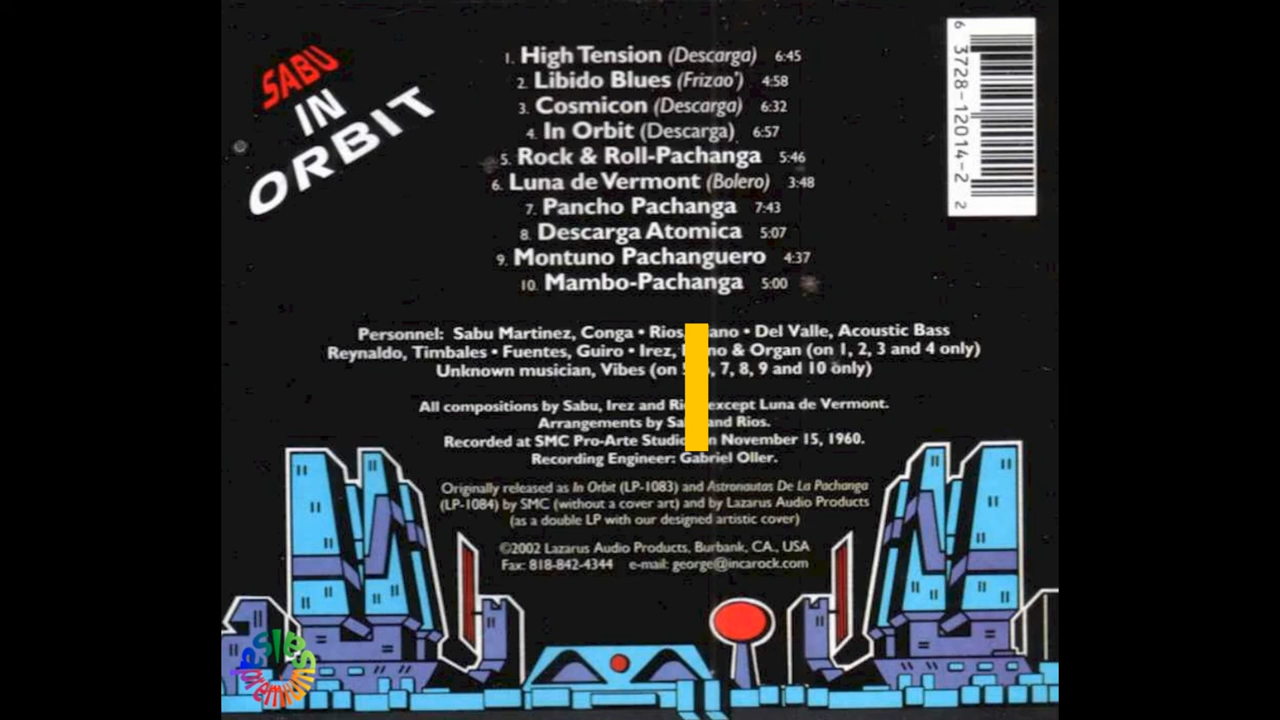 SABU
IN
ORBIT
1. High Tension (Descarga) 6:45
2. Libido Blues (Frizao') 4:58
3. Cosmicon (Descarga) 6:32
4. In Orbit (Descarga) 6:57
5. Rock & Roll-Pachanga 5:46
6. Luna de Vermont (Bolero) 3:48
7. Pancho Pachanga 7:43
8. Descarga Atomica 5:07
9. Montuno Pachanguero 4:37
10. Mambo-Pachanga 5:00
6 3728-12014-2 2
Personnel: Sabu Martinez, Conga • Rios, • Del Valle, Acoustic Bass
Reynaldo, Timbales • Fuentes, Guiro • Irez, & Organ (on 1, 2, 3 and 4 only)
Unknown musician, Vibes (on 7, 8, 9 and 10 only)
All compositions by Sabu, Irez and except Luna de Vermont.
Arrangements by and Rios.
Recorded at SMC Pro-Arte November 15, 1960.
Recording Engineer: Gabriel Oller.
Originally released as In Orbit (LP-1083) and Astronautas De La Pachanga
(LP-1084) by SMC (without a cover art) and by Lazarus Audio Products
(as a double LP with our designed artistic cover)
©2002 Lazarus Audio Products, Burbank, CA., USA
Fax: 818-842-4344 e-mail: george@incarock.com